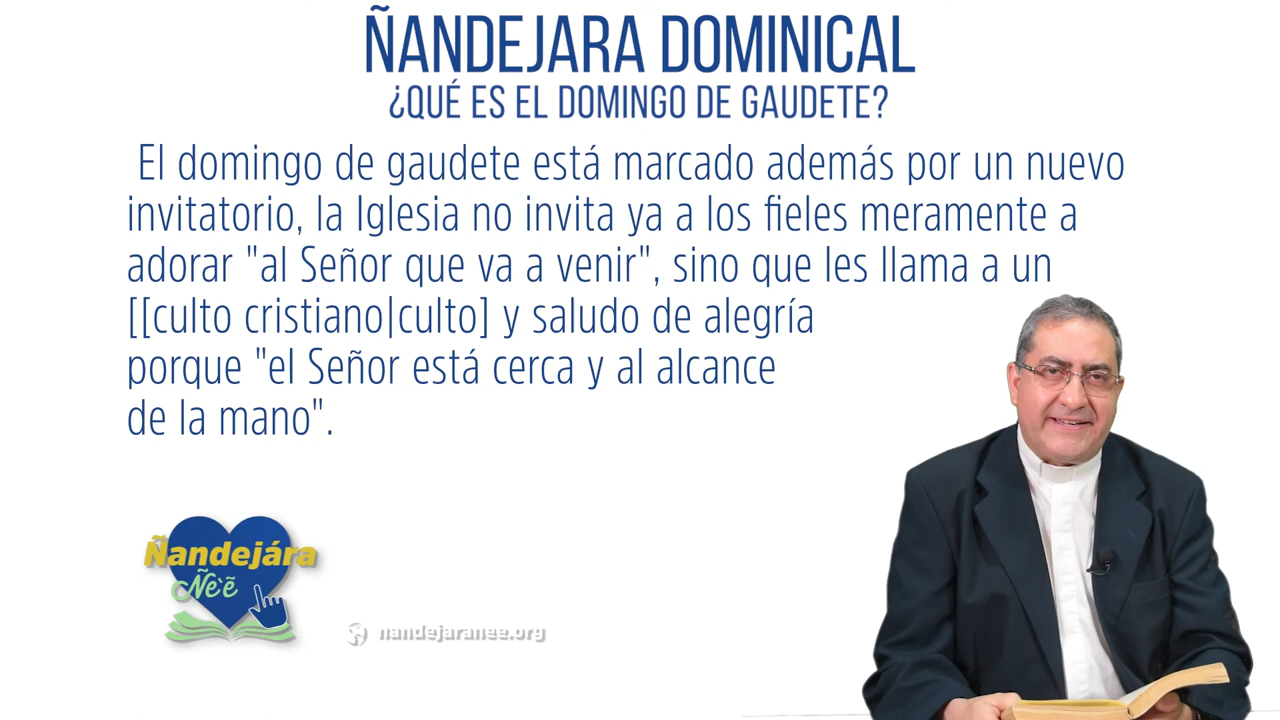 ÑANDEJARA DOMINICAL
¿QUÉ ES EL DOMINGO DE GAUDETE?
El domingo de gaudete está marcado además por un nuevo
invitatorio, la Iglesia no invita ya a los fieles meramente a
adorar "al Señor que va a venir", sino que les llama a un
[[culto cristiano|culto] y saludo de alegría
porque "el Señor está cerca y al alcance
de la mano".
Ñandejára
Ñe'ẽ
nandejaranee.org